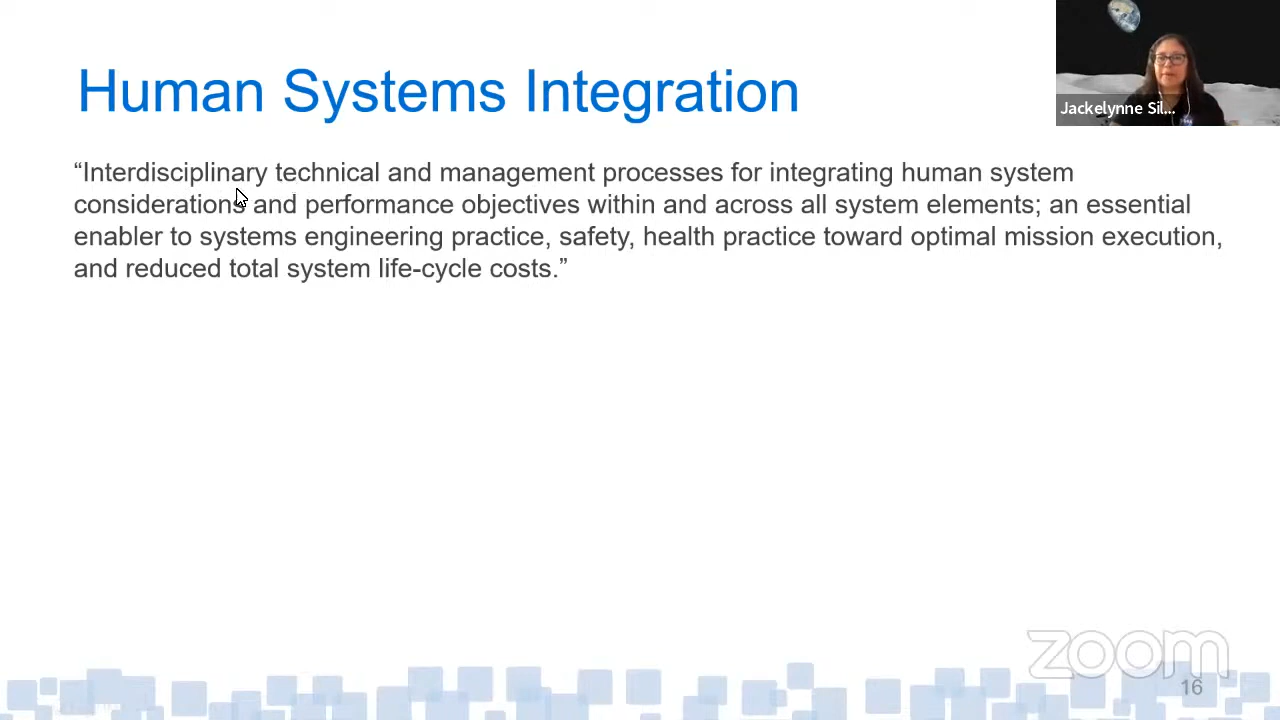 Human Systems Integration
Jackelynne Sil...
“Interdisciplinary technical and management processes for integrating human system
considerations and performance objectives within and across all system elements; an essential
enabler to systems engineering practice, safety, health practice toward optimal mission execution,
and reduced total system life-cycle costs.”
zoom
16